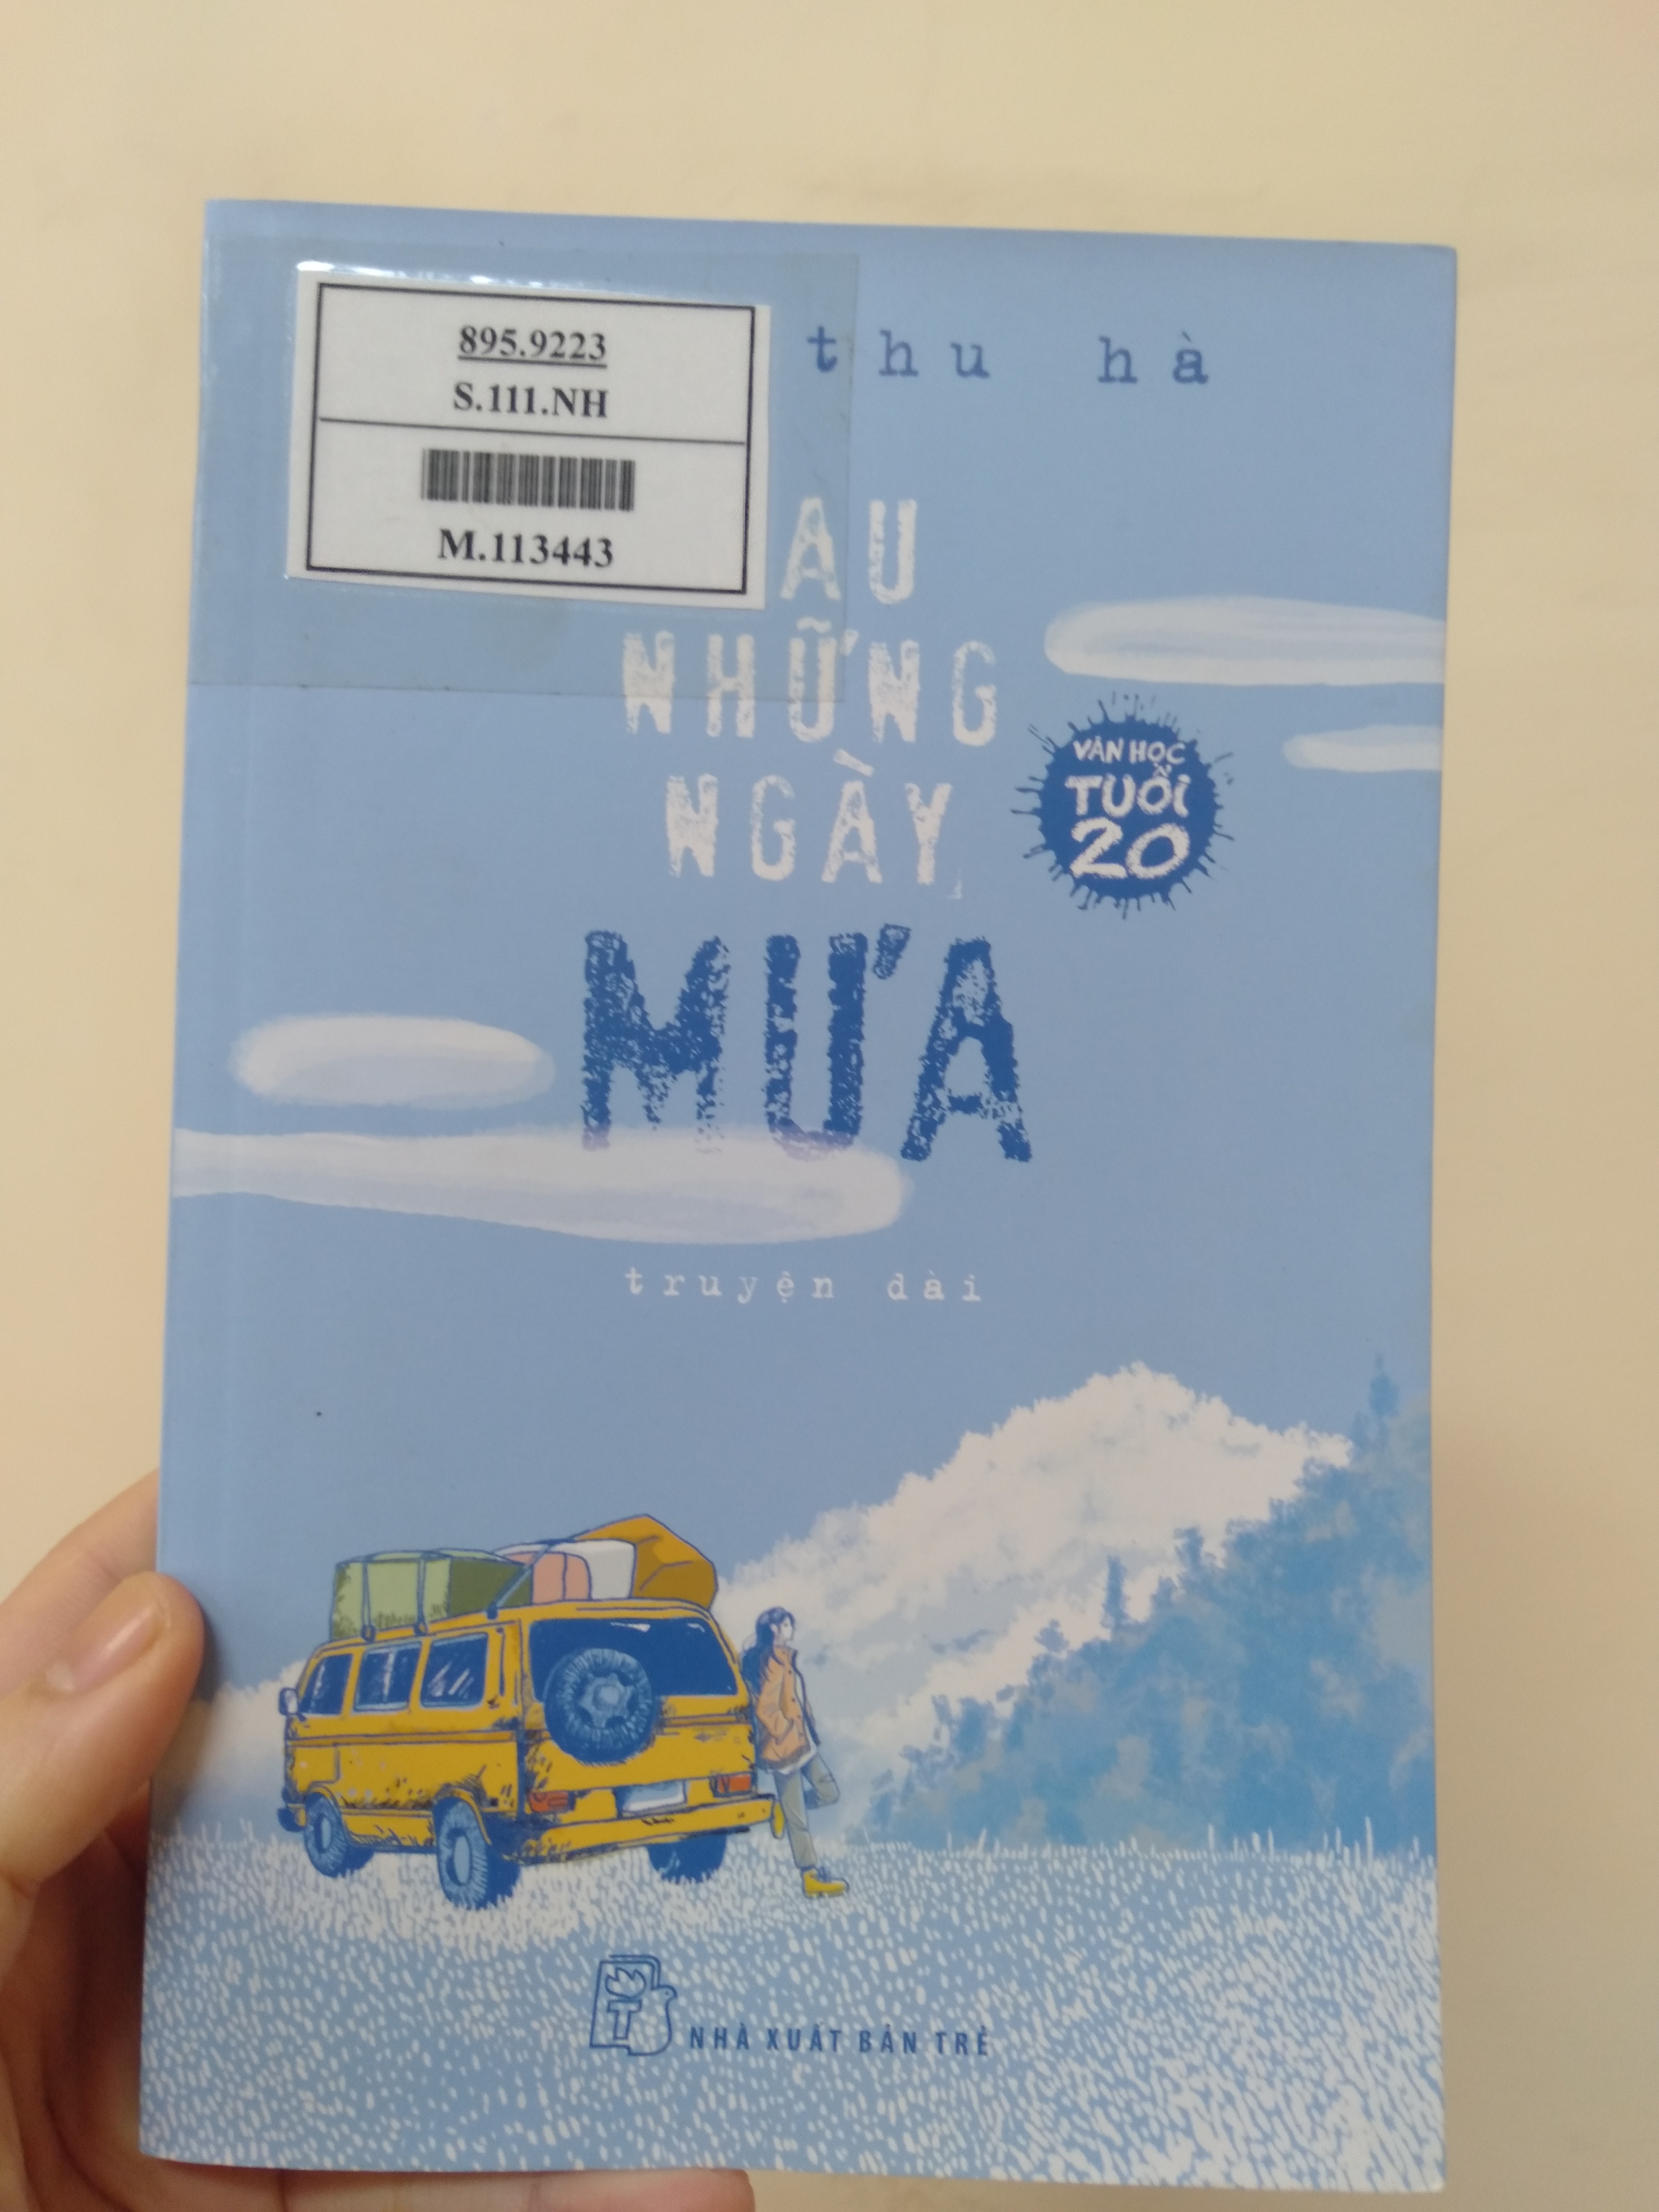 895.9223
S.111.NH
M.113443
thu hà
AU
NHỮNG
NGÀY
MƯA
VĂN HỌC
TUỔI
20
truyện dài
T
NHÀ XUẤT BẢN TRẺ